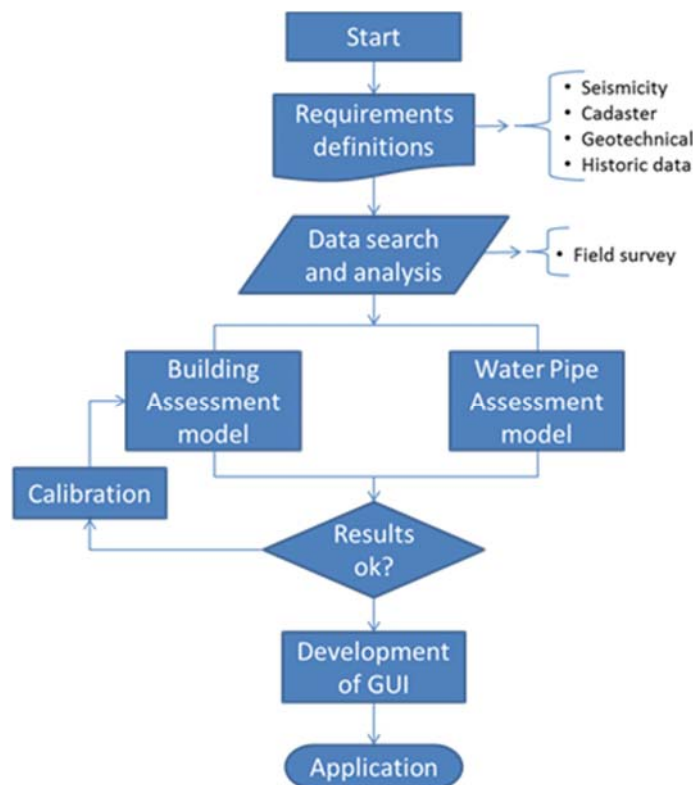 Start
Requirements
definitions
• Seismicity
• Cadaster
• Geotechnical
• Historic data
Data search
and analysis
• Field survey
Building
Assessment
model
Water Pipe
Assessment
model
Calibration
Results
ok?
Development
of GUI
Application